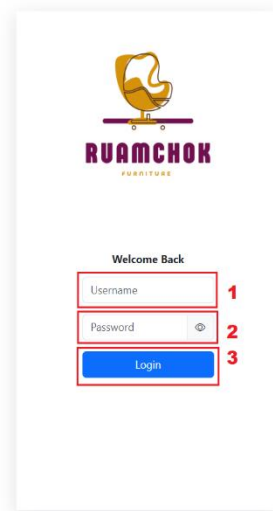 RUAMCHOK
FURNITURE
Welcome Back
Username
1
Password
2
Login
3